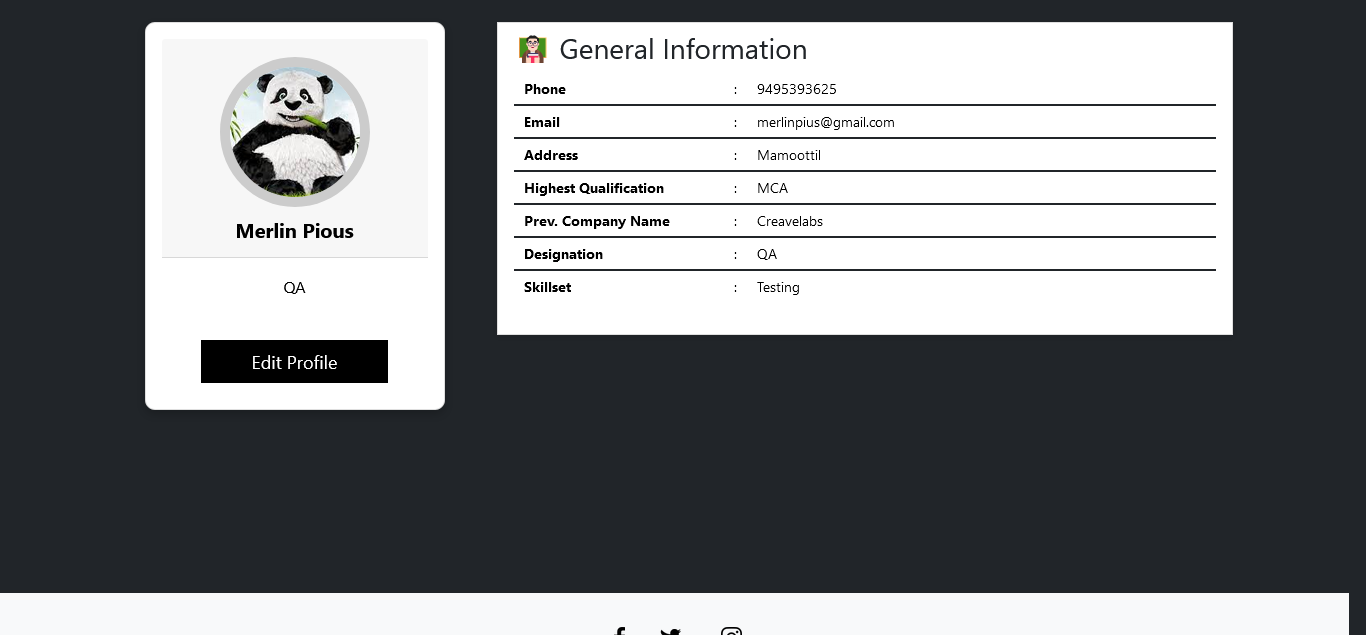 Merlin Pious
QA
Edit Profile
General Information
Phone : 9495393625
Email : merlinpius@gmail.com
Address : Mamoottil
Highest Qualification : MCA
Prev. Company Name : Creavelabs
Designation : QA
Skillset : Testing